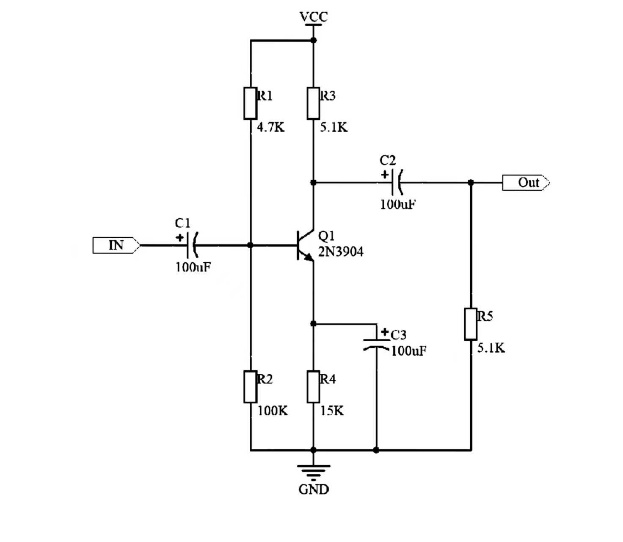 VCC
R1
4.7K
R3
5.1K
C2
+
100uF
Out
C1
+
100uF
IN
Q1
2N3904
C3
+
100uF
R5
5.1K
R2
100K
R4
15K
GND